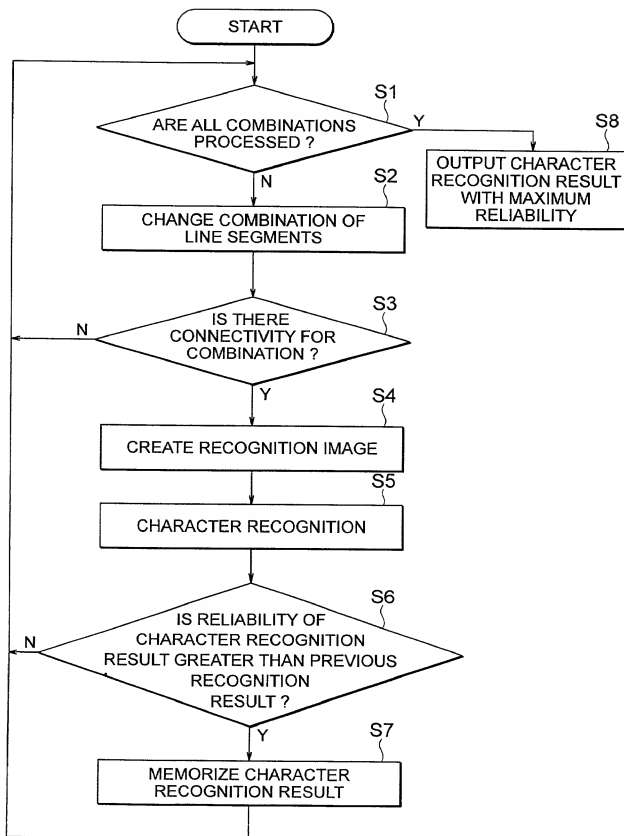 START
S1
ARE ALL COMBINATIONS
PROCESSED ?
Y
N
S8
OUTPUT CHARACTER
RECOGNITION RESULT
WITH MAXIMUM
RELIABILITY
S2
CHANGE COMBINATION OF
LINE SEGMENTS
S3
IS THERE
CONNECTIVITY FOR
COMBINATION ?
N
Y
S4
CREATE RECOGNITION IMAGE
S5
CHARACTER RECOGNITION
S6
IS RELIABILITY OF
CHARACTER RECOGNITION
RESULT GREATER THAN PREVIOUS
RECOGNITION
RESULT ?
N
Y
S7
MEMORIZE CHARACTER
RECOGNITION RESULT